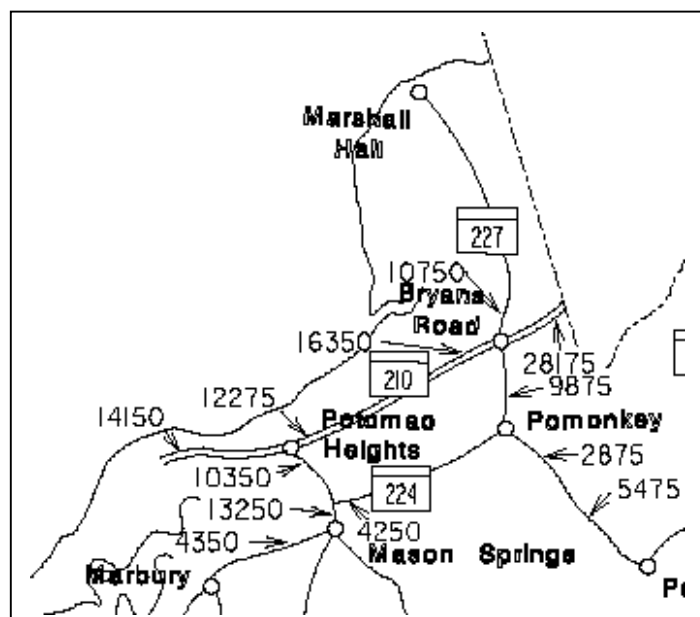 Marshall
Hall
227
10750
Bryans
Road
16350
28175
210
9875
12275
14150
Potomac
Heights
Pomonkey
10350
2875
224
5475
13250
4250
4350
Mason Springs
Marbury